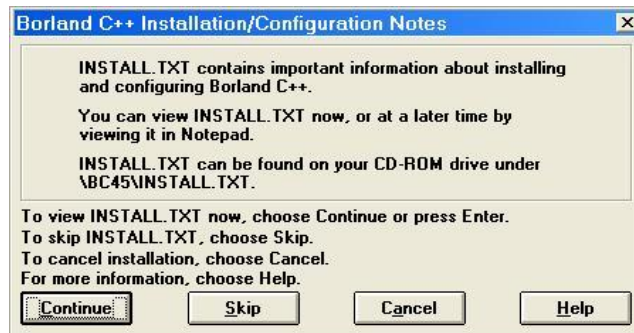 Borland C++ Installation/Configuration Notes
INSTALL.TXT contains important information about installing
and configuring Borland C++.
You can view INSTALL.TXT now, or at a later time by
viewing it in Notepad.
INSTALL.TXT can be found on your CD-ROM drive under
\BC45\INSTALL.TXT.
To view INSTALL.TXT now, choose Continue or press Enter.
To skip INSTALL.TXT, choose Skip.
To cancel installation, choose Cancel.
For more information, choose Help.
Continue Skip Cancel Help